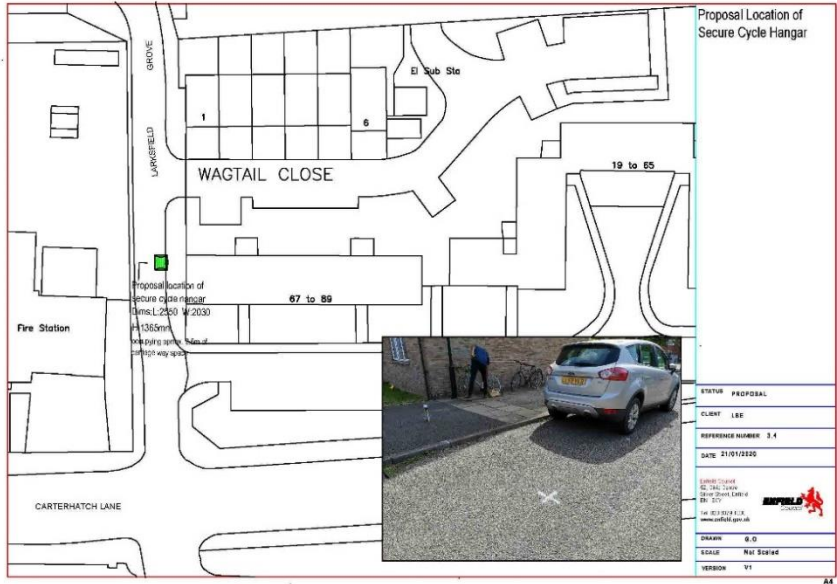 Proposal Location of
Secure Cycle Hangar
GROVE
LARKSFIELD
1
6
El Sub Sta
WAGTAIL CLOSE
19 to 65
Proposal location of
secure cycle hangar
Dims:L:2550 W:2030
H:1365mm
67 to 89
Fire Station
CARTERHATCH LANE
STATUS PROPOSAL
CLIENT LBE
REFERENCE NUMBER 3.4
DATE 21/01/2020
Enfield Council
www.enfield.gov.uk
ENFIELD
Council
DRAWN G.O
SCALE Not Scaled
VERSION V1
A4